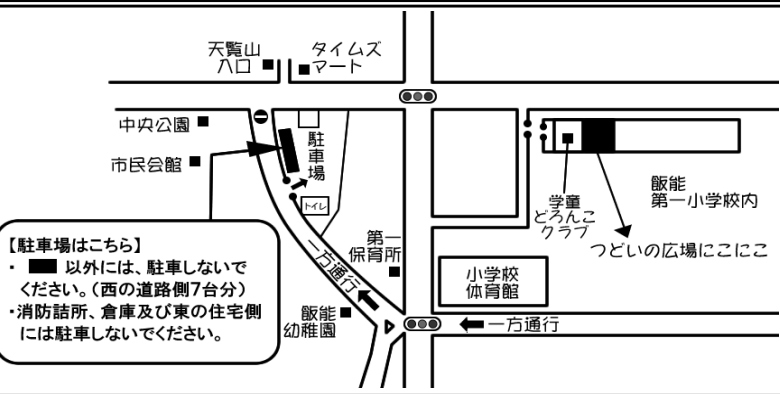 天覧山
入口
タイムズ
マート
中央公園
市民会館
駐車場
トイレ
【駐車場はこちら】
・　　以外には、駐車しないで
ください。（西の道路側7台分）
・消防詰所、倉庫及び東の住宅側
には駐車しないでください。
一方通行
第一
保育所
飯能
幼稚園
学童
どろんこ
クラブ
飯能
第一小学校内
つどいの広場にこにこ
小学校
体育館
一方通行